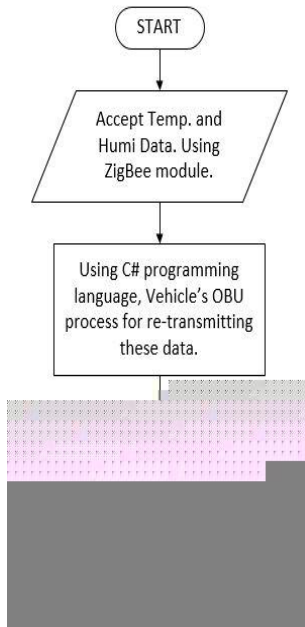 START
Accept Temp. and
Humi Data. Using
ZigBee module.
Using C# programming
language, Vehicle's OBU
process for re-transmitting
these data.